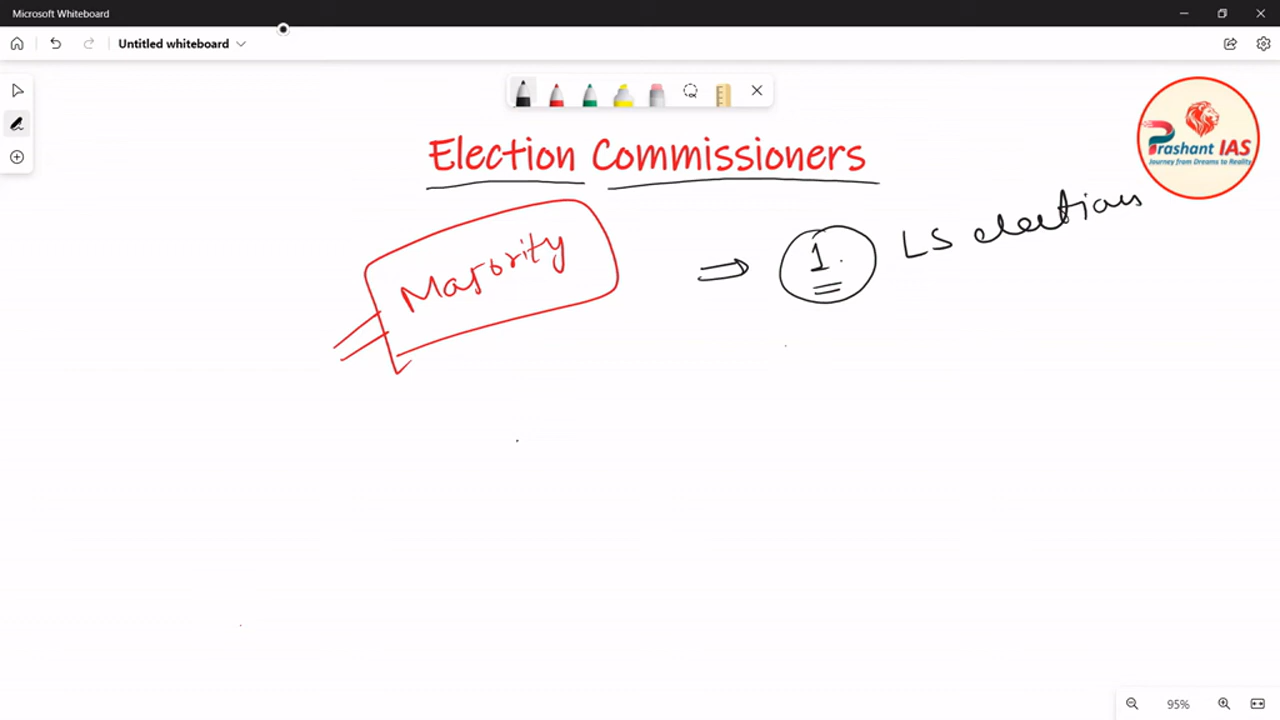 Microsoft Whiteboard
Untitled whiteboard
Election Commissioners
Prashant IAS
Journey from Dreams to Reality
Majority
1. LS elections
95%